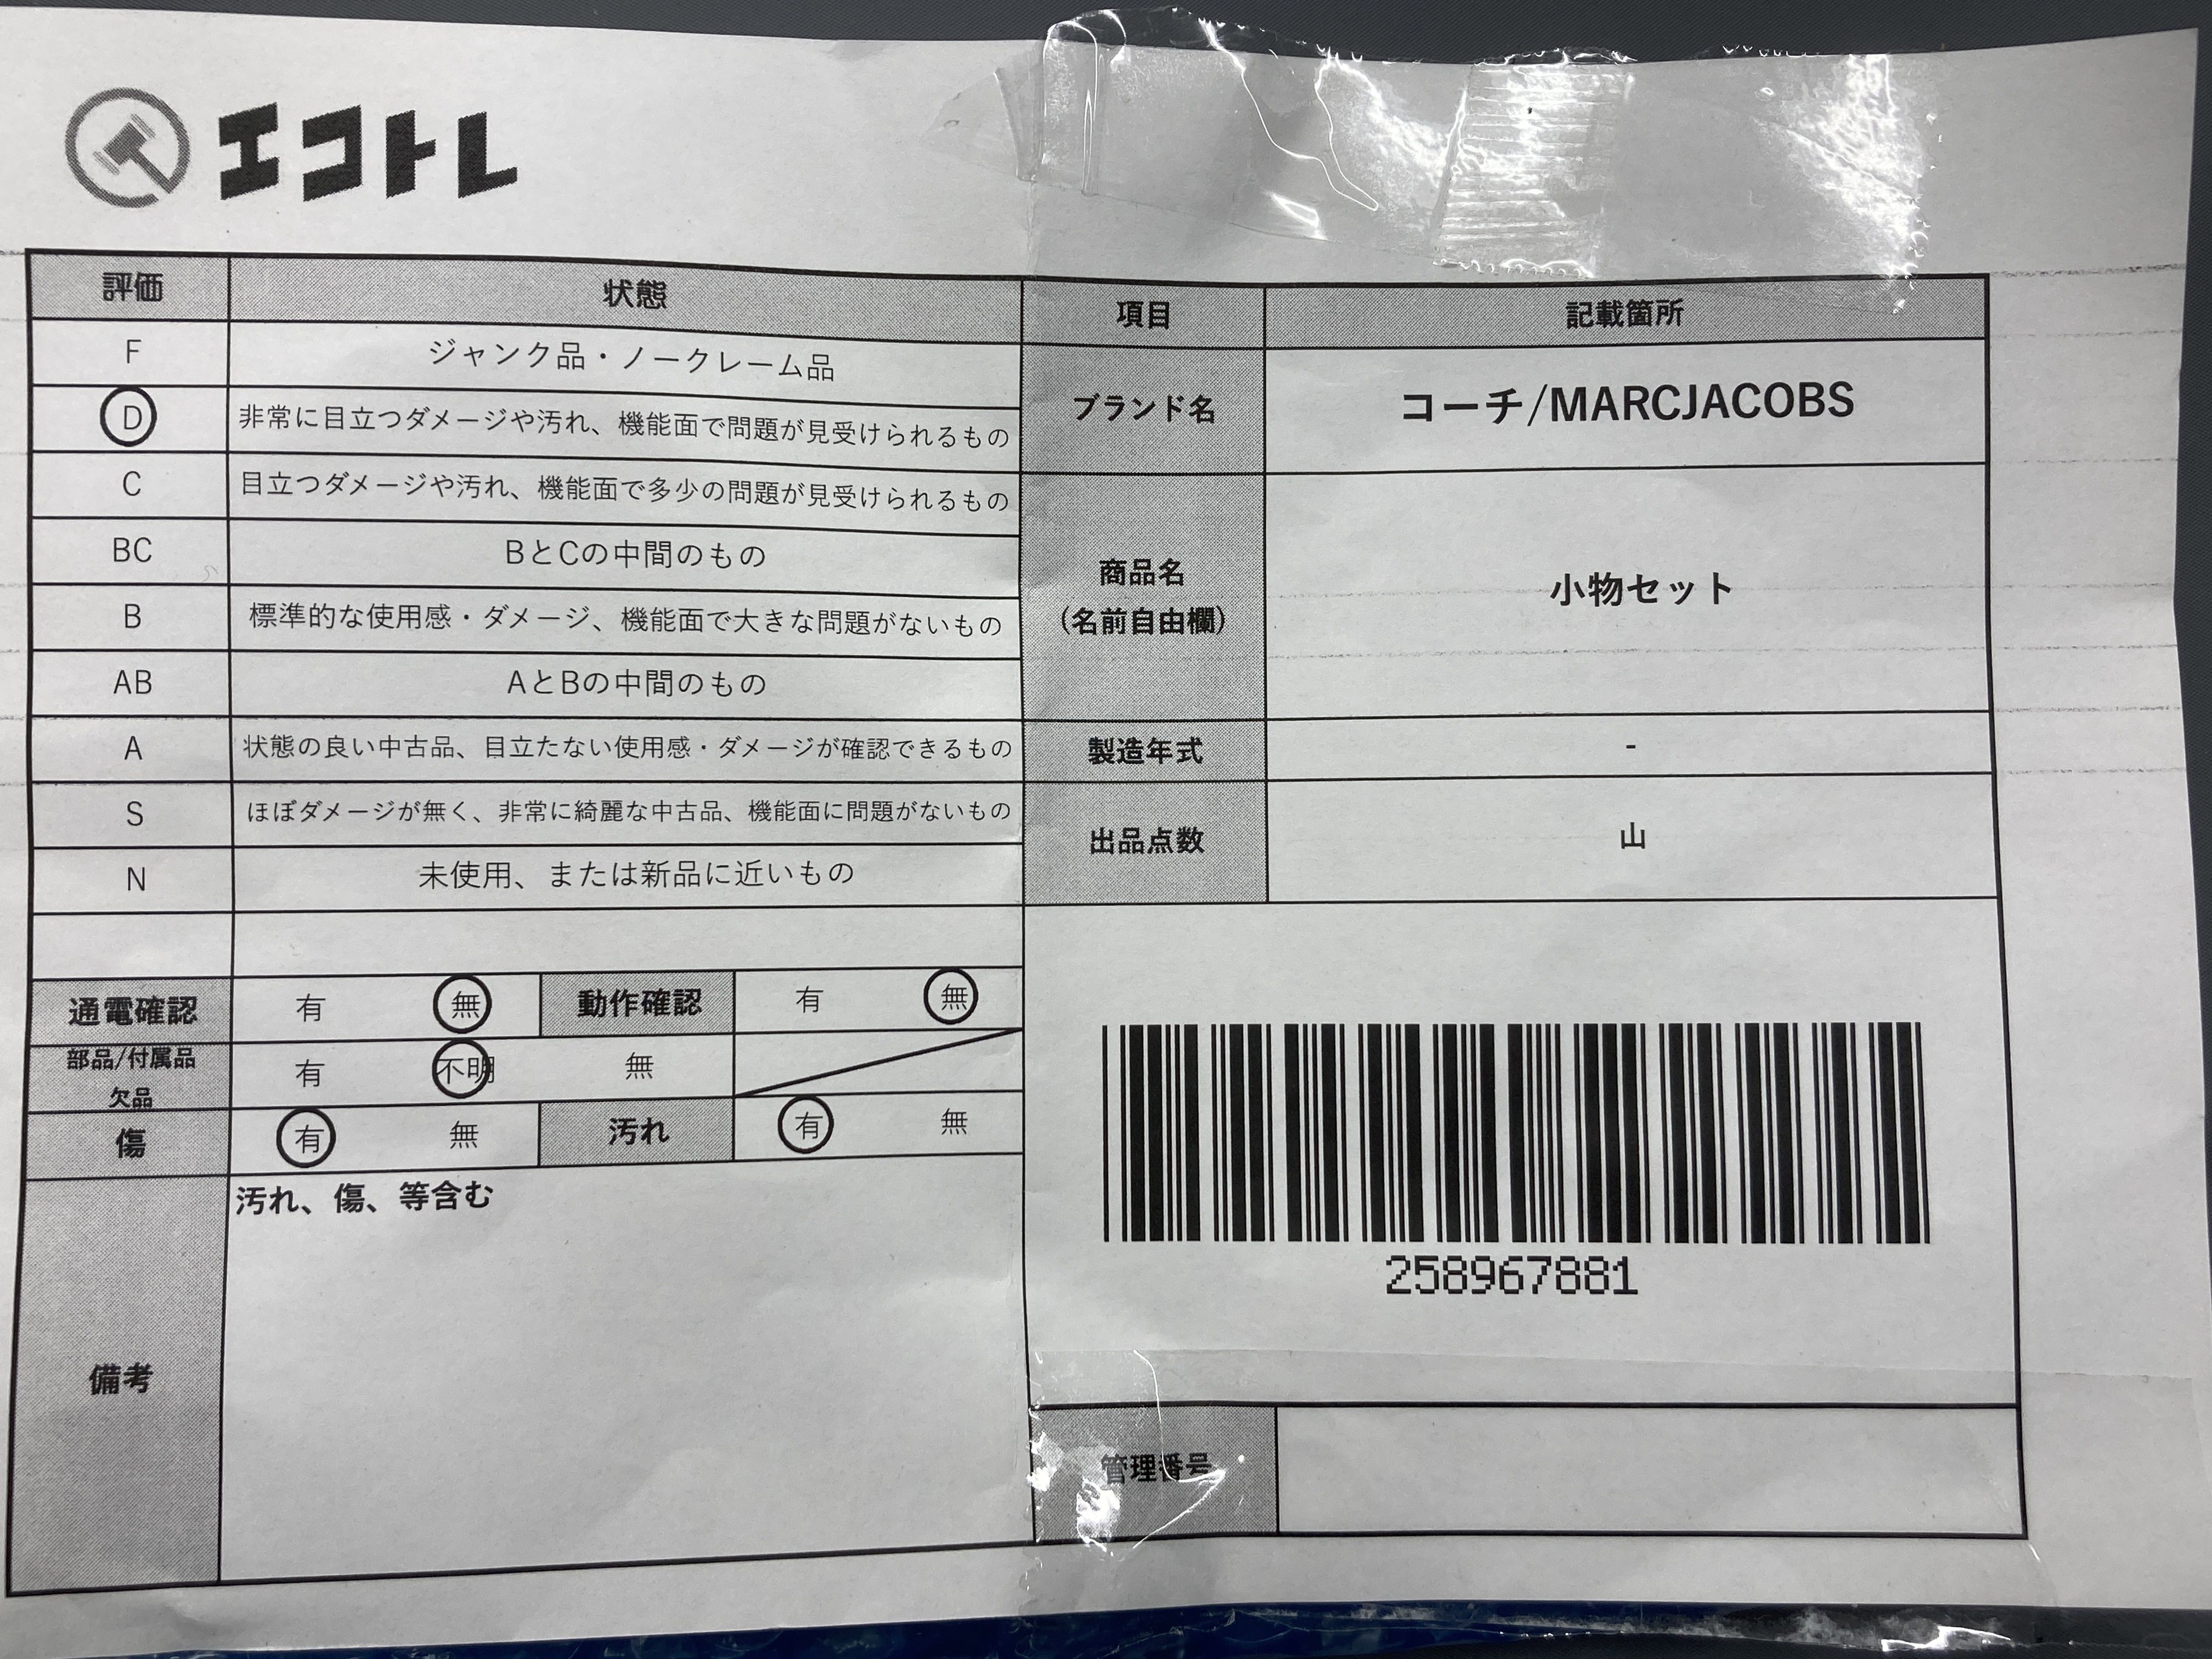 エコトレ
評価 状態
F ジャンク品・ノークレーム品
D 非常に目立つダメージや汚れ、機能面で問題が見受けられるもの
C 目立つダメージや汚れ、機能面で多少の問題が見受けられるもの
BC BとCの中間のもの
B 標準的な使用感・ダメージ、機能面で大きな問題がないもの
AB AとBの中間のもの
A 状態の良い中古品、目立たない使用感・ダメージが確認できるもの
S ほぼダメージが無く、非常に綺麗な中古品、機能面に問題がないもの
N 未使用、または新品に近いもの
通電確認 有 無 動作確認 有 無
部品/付属品
欠品 有 不明 無
傷 有 無 汚れ 有 無
備考 汚れ、傷、等含む
項目 記載箇所
ブランド名 コーチ/MARCJACOBS
商品名
(名前自由欄) 小物セット
製造年式 -
出品点数 山
258967881
管理番号